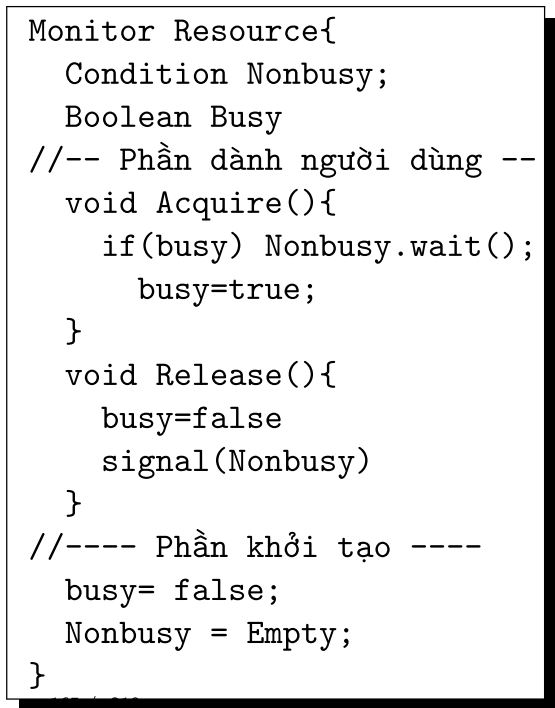 Monitor Resource{
  Condition Nonbusy;
  Boolean Busy
//-- Phần dành người dùng --
  void Acquire(){
    if(busy) Nonbusy.wait();
      busy=true;
  }
  void Release(){
    busy=false
    signal(Nonbusy)
  }
//---- Phần khởi tạo ----
  busy= false;
  Nonbusy = Empty;
}